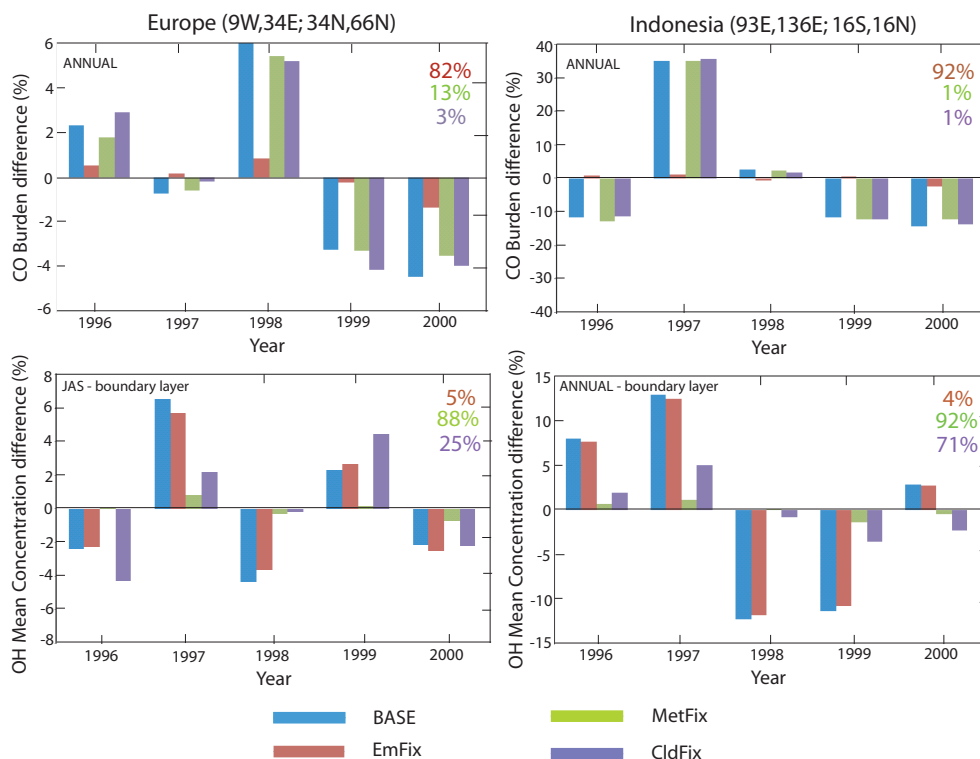 Europe (9W,34E; 34N,66N)
6
4
2
0
-2
-4
-6
CO Burden difference (%)
ANNUAL
82%
13%
3%
1996 1997 1998 1999 2000
Year
Indonesia (93E,136E; 16S,16N)
40
30
20
10
0
-10
-20
-30
-40
CO Burden difference (%)
ANNUAL
92%
1%
1%
1996 1997 1998 1999 2000
Year
8
6
4
2
0
-2
-4
-6
-8
OH Mean Concentration difference (%)
JAS - boundary layer
5%
88%
25%
1996 1997 1998 1999 2000
Year
15
10
5
0
-5
-10
-15
OH Mean Concentration difference (%)
ANNUAL - boundary layer
4%
92%
71%
1996 1997 1998 1999 2000
Year
BASE
MetFix
EmFix
CldFix